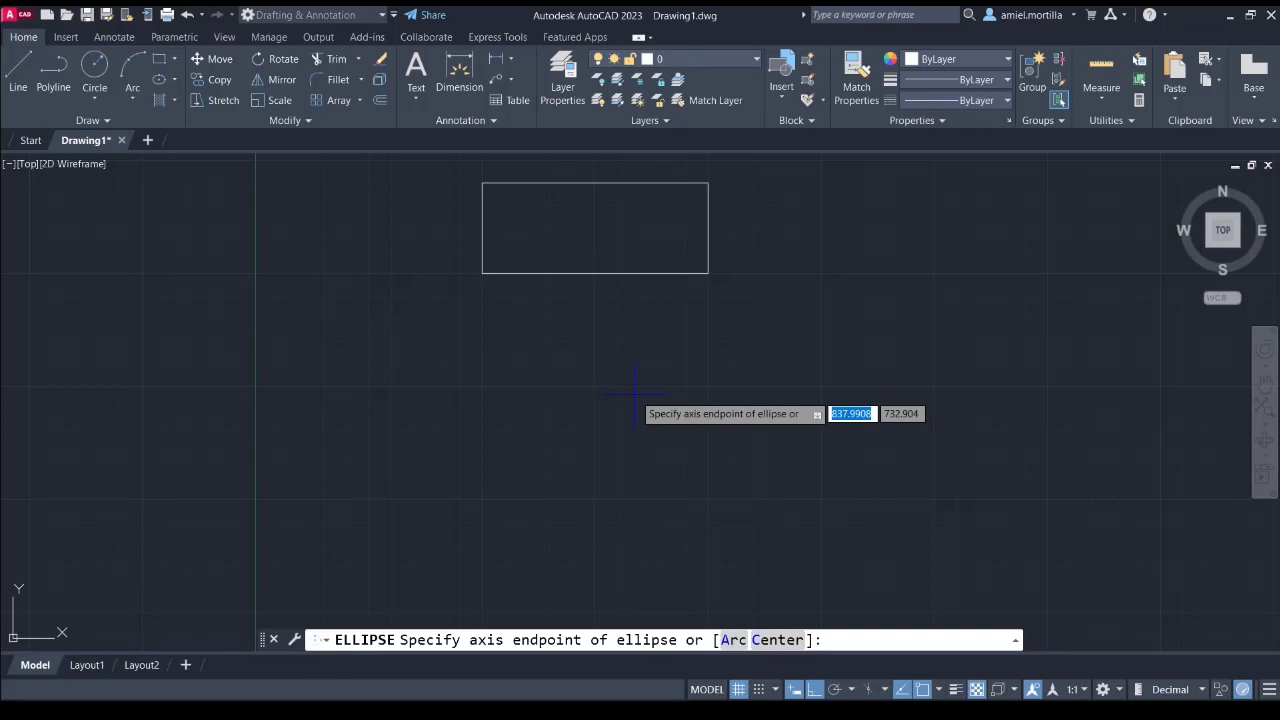 A CAD
Drafting & Annotation
Share
Autodesk AutoCAD 2023 Drawing1.dwg
Type a keyword or phrase
amiel.mortilla
Home Insert Annotate Parametric View Manage Output Add-ins Collaborate Express Tools Featured Apps
Move Rotate Trim 0 ByLayer
Line Polyline Circle Arc Copy Mirror Fillet Text Dimension Layer Properties Insert Match Properties ByLayer Group Measure Paste Base
Stretch Scale Array Table Match Layer ByLayer
Draw Modify Annotation Layers Block Properties Groups Utilities Clipboard View
Start Drawing1*
[−][Top][2D Wireframe]
N
W TOP E
S
WCS
Specify axis endpoint of ellipse or 837.9908 732.904
Y
X
ELLIPSE Specify axis endpoint of ellipse or [Arc Center]:
Model Layout1 Layout2
MODEL 1:1 Decimal